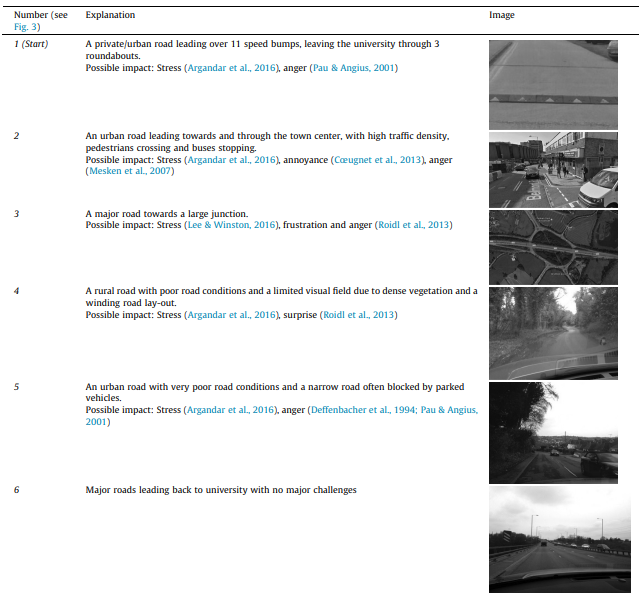 Number (see Explanation Image
Fig. 3)
1 (Start) A private/urban road leading over 11 speed bumps, leaving the university through 3
roundabouts.
Possible impact: Stress (Argandar et al., 2016), anger (Pau & Angius, 2001)
2 An urban road leading towards and through the town center, with high traffic density,
pedestrians crossing and buses stopping.
Possible impact: Stress (Argandar et al., 2016), annoyance (Cœugnet et al., 2013), anger
(Mesken et al., 2007)
3 A major road towards a large junction.
Possible impact: Stress (Lee & Winston, 2016), frustration and anger (Roidl et al., 2013)
4 A rural road with poor road conditions and a limited visual field due to dense vegetation and a
winding road lay-out.
Possible impact: Stress (Argandar et al., 2016), surprise (Roidl et al., 2013)
5 An urban road with very poor road conditions and a narrow road often blocked by parked
vehicles.
Possible impact: Stress (Argandar et al., 2016), anger (Deffenbacher et al., 1994; Pau & Angius,
2001)
6 Major roads leading back to university with no major challenges